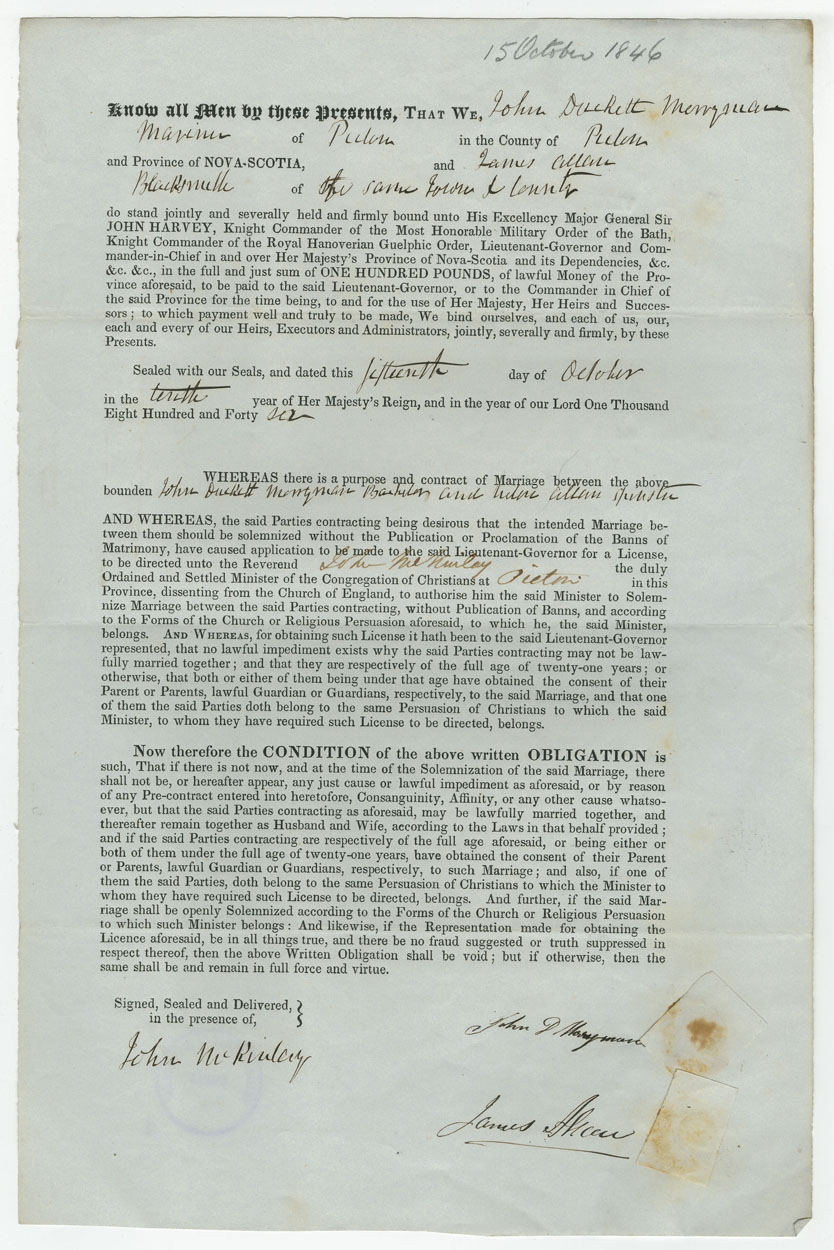 15 October 1846
Know all Men by these Presents, THAT WE, John Duckett Merryman
Mariner of Pictou in the County of Pictou
and Province of NOVA-SCOTIA, and James Allan
Blacksmith of the same Town & County
do stand jointly and severally held and firmly bound unto His Excellency Major General Sir
JOHN HARVEY, Knight Commander of the Most Honorable Military Order of the Bath,
Knight Commander of the Royal Hanoverian Guelphic Order, Lieutenant-Governor and Com-
mander-in-Chief in and over Her Majesty's Province of Nova-Scotia and its Dependencies, &c.
&c. &c., in the full and just sum of ONE HUNDRED POUNDS, of lawful Money of the Pro-
vince aforesaid, to be paid to the said Lieutenant-Governor, or to the Commander in Chief of
the said Province for the time being, to and for the use of Her Majesty, Her Heirs and Succes-
sors ; to which payment well and truly to be made, We bind ourselves, and each of us, our,
each and every of our Heirs, Executors and Administrators, jointly, severally and firmly, by these
Presents.
Sealed with our Seals, and dated this fifteenth day of October
in the tenth year of Her Majesty's Reign, and in the year of our Lord One Thousand
Eight Hundred and Forty six
WHEREAS there is a purpose and contract of Marriage between the above
bounden John Duckett Merryman Bachelor and Allan Spinster
AND WHEREAS, the said Parties contracting being desirous that the intended Marriage be-
tween them should be solemnized without the Publication or Proclamation of the Banns of
Matrimony, have caused application to be made to the said Lieutenant-Governor for a License,
to be directed unto the Reverend John McKinley the duly
Ordained and Settled Minister of the Congregation of Christians at Pictou in this
Province, dissenting from the Church of England, to authorise him the said Minister to Solem-
nize Marriage between the said Parties contracting, without Publication of Banns, and according
to the Forms of the Church or Religious Persuasion aforesaid, to which he, the said Minister,
belongs. AND WHEREAS, for obtaining such License it hath been to the said Lieutenant-Governor
represented, that no lawful impediment exists why the said Parties contracting may not be law-
fully married together ; and that they are respectively of the full age of twenty-one years ; or
otherwise, that both or either of them being under that age have obtained the consent of their
Parent or Parents, lawful Guardian or Guardians, respectively, to the said Marriage, and that one
of them the said Parties doth belong to the same Persuasion of Christians to which the said
Minister, to whom they have required such License to be directed, belongs.
Now therefore the CONDITION of the above written OBLIGATION is
such, That if there is not now, and at the time of the Solemnization of the said Marriage, there
shall not be, or hereafter appear, any just cause or lawful impediment as aforesaid, or by reason
of any Pre-contract entered into heretofore, Consanguinity, Affinity, or any other cause whatso-
ever, but that the said Parties contracting as aforesaid, may be lawfully married together, and
thereafter remain together as Husband and Wife, according to the Laws in that behalf provided ;
and if the said Parties contracting are respectively of the full age aforesaid, or being either or
both of them under the full age of twenty-one years, have obtained the consent of their Parent
or Parents, lawful Guardian or Guardians, respectively, to such Marriage ; and also, if one of
them the said Parties, doth belong to the same Persuasion of Christians to which the Minister to
whom they have required such License to be directed, belongs. And further, if the said Mar-
riage shall be openly Solemnized according to the Forms of the Church or Religious Persuasion
to which such Minister belongs : And likewise, if the Representation made for obtaining the
Licence aforesaid, be in all things true, and there be no fraud suggested or truth suppressed in
respect thereof, then the above Written Obligation shall be void ; but if otherwise, then the
same shall be and remain in full force and virtue.
Signed, Sealed and Delivered, }
in the presence of,
John D Merryman
John McKinlay
James Allan